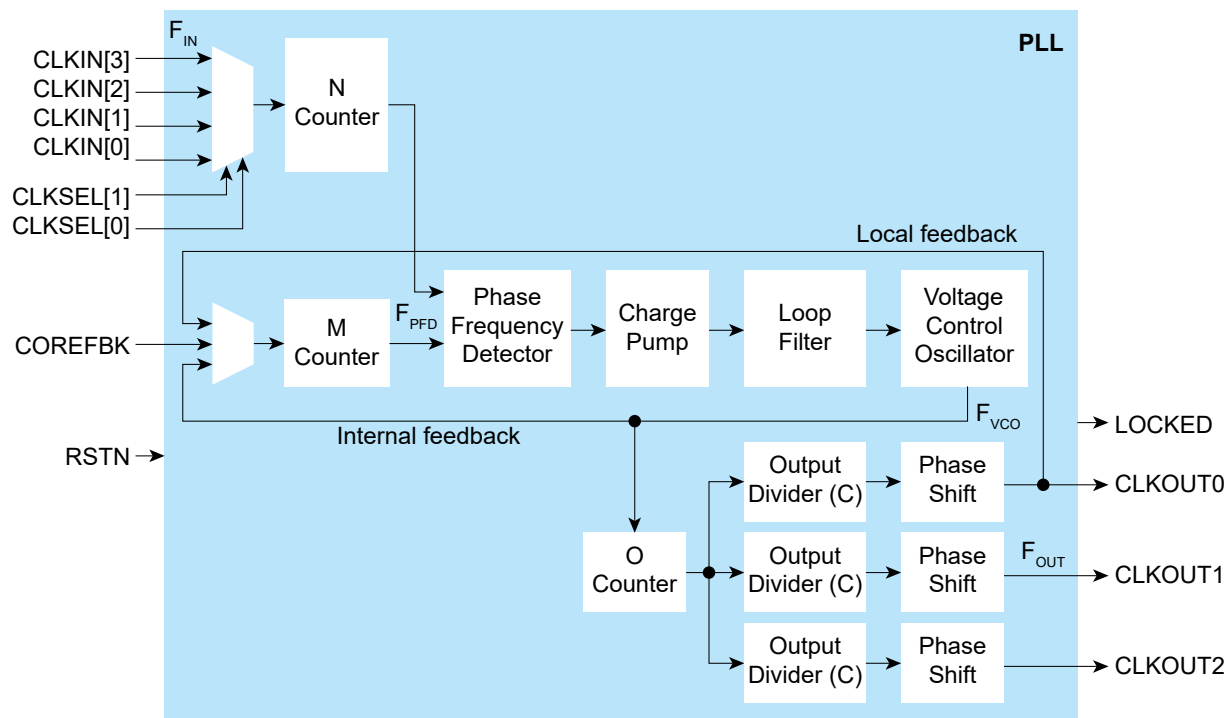 F_IN
PLL
CLKIN[3]
CLKIN[2]
CLKIN[1]
CLKIN[0]
CLKSEL[1]
CLKSEL[0]
N
Counter
Local feedback
COREFBK
M
Counter
F_PFD
Phase
Frequency
Detector
Charge
Pump
Loop
Filter
Voltage
Control
Oscillator
Internal feedback
F_VCO
RSTN
LOCKED
O
Counter
Output
Divider (C)
Phase
Shift
CLKOUT0
Output
Divider (C)
Phase
Shift
F_OUT
CLKOUT1
Output
Divider (C)
Phase
Shift
CLKOUT2